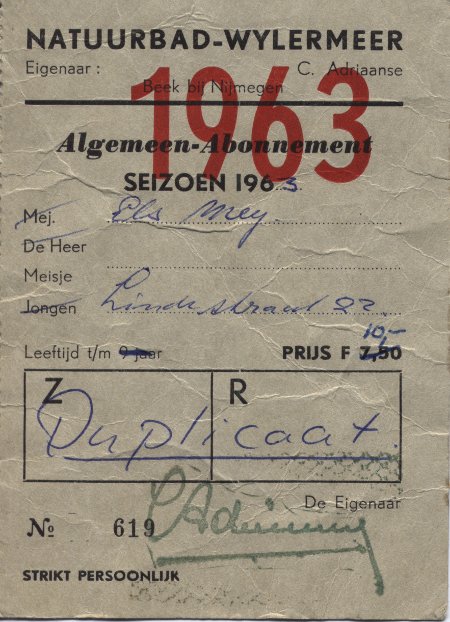 NATUURBAD-WYLERMEER
Eigenaar : C. Adriaanse
Beek bij Nijmegen
1963
Algemeen-Abonnement
SEIZOEN 1963
Mej. Els Mey.
De Heer
Meisje
Jongen Lindestraat 22
10,-
Leeftijd t/m 9 jaar PRIJS F 7,50
Z R
Duplicaat.
De Eigenaar
No 619
STRIKT PERSOONLIJK